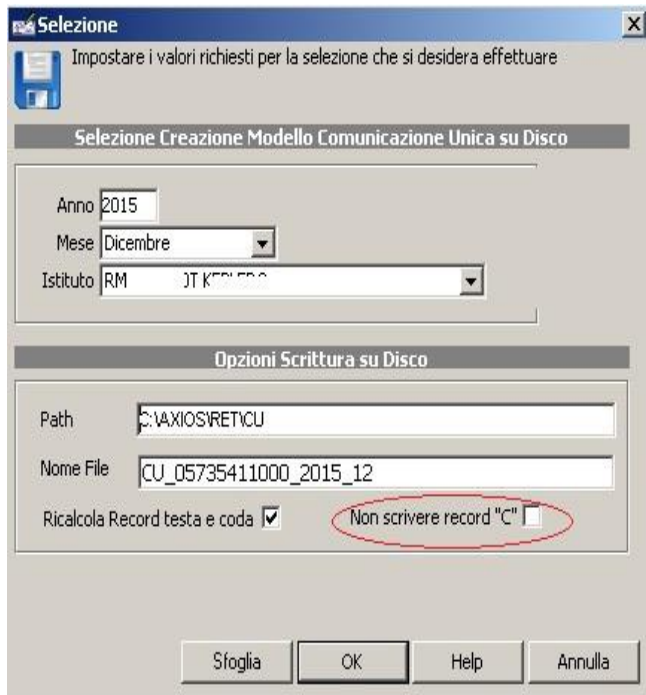 Selezione
Impostare i valori richiesti per la selezione che si desidera effettuare
Selezione Creazione Modello Comunicazione Unica su Disco
Anno 2015
Mese Dicembre
Istituto RM
Opzioni Scrittura su Disco
Path C:\AXIOS\RET\CU
Nome File CU_05735411000_2015_12
Ricalcola Record testa e coda Non scrivere record "C"
Sfoglia OK Help Annulla